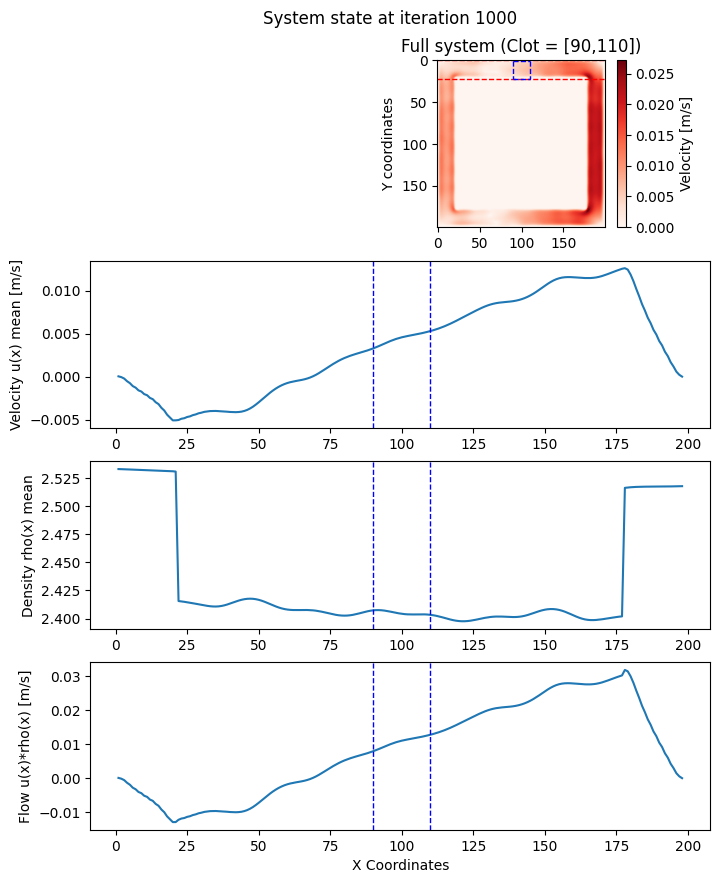 System state at iteration 1000
Full system (Clot = [90,110])
0
50
100
150
Y coordinates
0 50 100 150
0.025
0.020
0.015
0.010
0.005
0.000
Velocity [m/s]
Velocity u(x) mean [m/s]
0.010
0.005
0.000
−0.005
0 25 50 75 100 125 150 175 200
Density rho(x) mean
2.525
2.500
2.475
2.450
2.425
2.400
0 25 50 75 100 125 150 175 200
Flow u(x)*rho(x) [m/s]
0.03
0.02
0.01
0.00
−0.01
0 25 50 75 100 125 150 175 200
X Coordinates